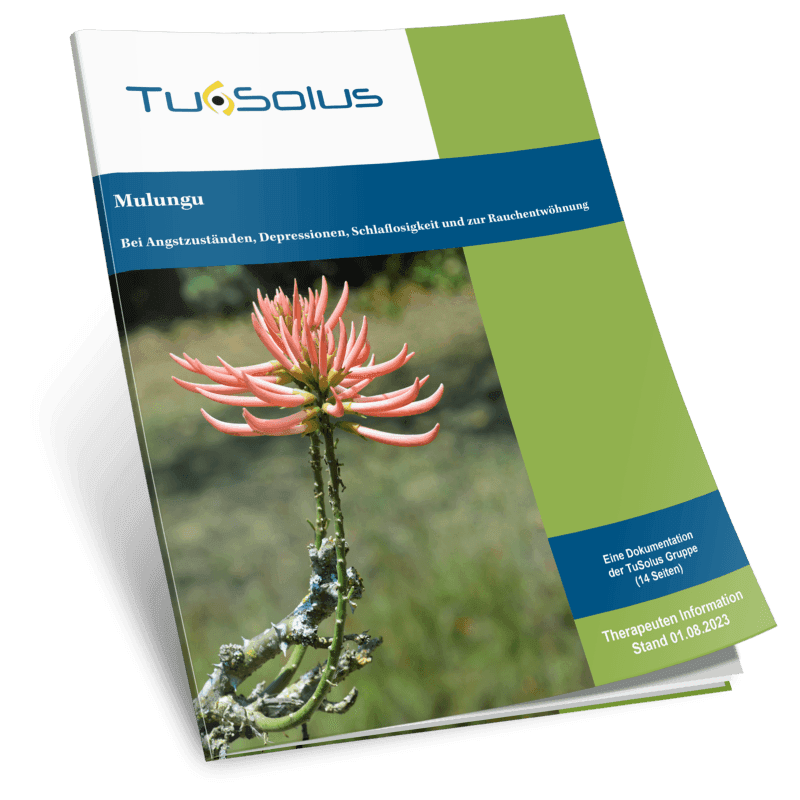 TuSolus
Mulungu
Bei Angstzuständen, Depressionen, Schlaflosigkeit und zur Rauchentwöhnung
Eine Dokumentation
der TuSolus Gruppe
(14 Seiten)
Therapeuten Information
Stand 01.08.2023